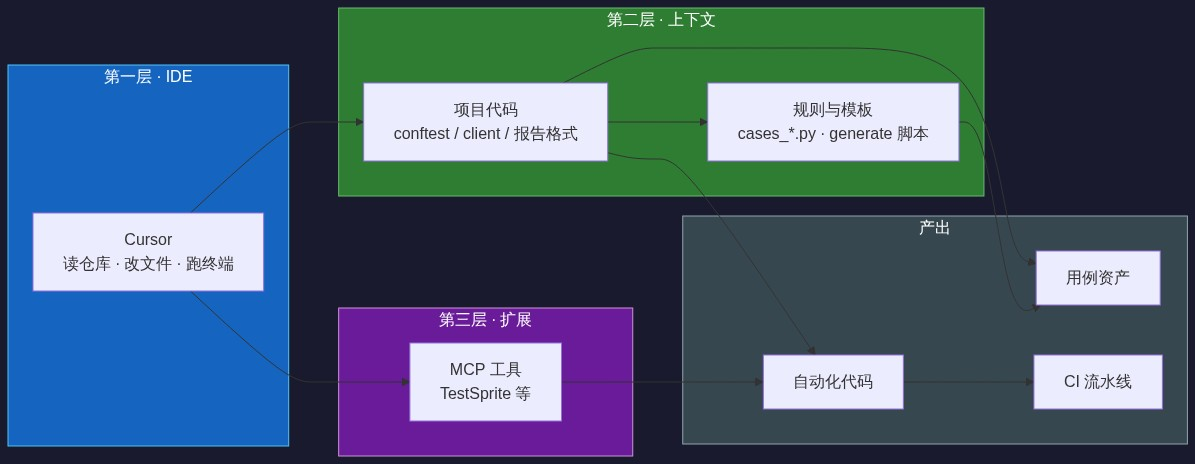 第一层 · IDE
Cursor
读仓库 · 改文件 · 跑终端
第二层 · 上下文
项目代码
conftest / client / 报告格式
规则与模板
cases_*.py · generate 脚本
第三层 · 扩展
MCP 工具
TestSprite 等
产出
用例资产
自动化代码
CI 流水线